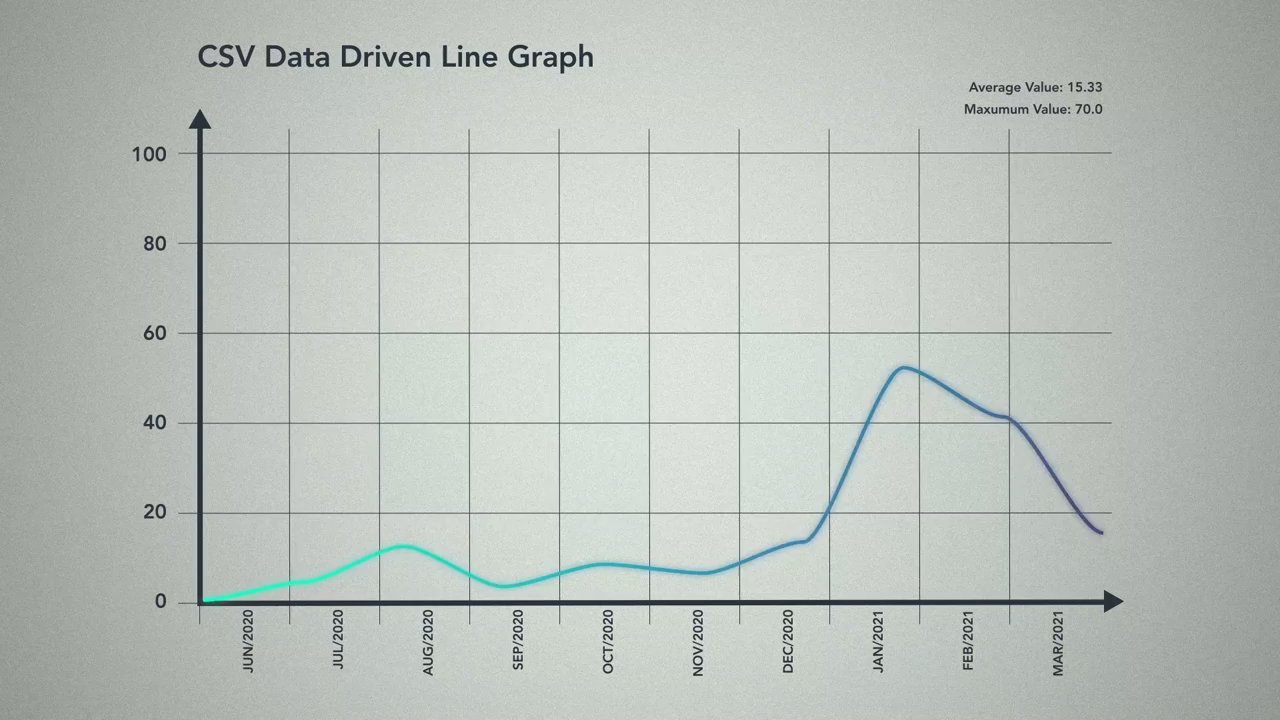 CSV Data Driven Line Graph
Average Value: 15.33
Maxumum Value: 70.0
100
80
60
40
20
0
JUN/2020
JUL/2020
AUG/2020
SEP/2020
OCT/2020
NOV/2020
DEC/2020
JAN/2021
FEB/2021
MAR/2021